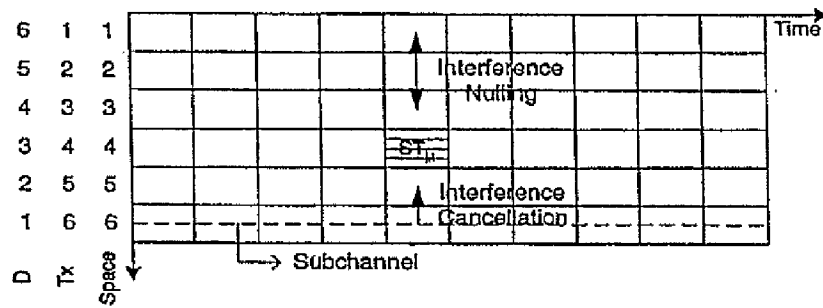 6 1 1 Time
5 2 2 Interference
Nulling
4 3 3
3 4 4 STμ
2 5 5 Interference
Cancellation
1 6 6
Subchannel
D Tx Space